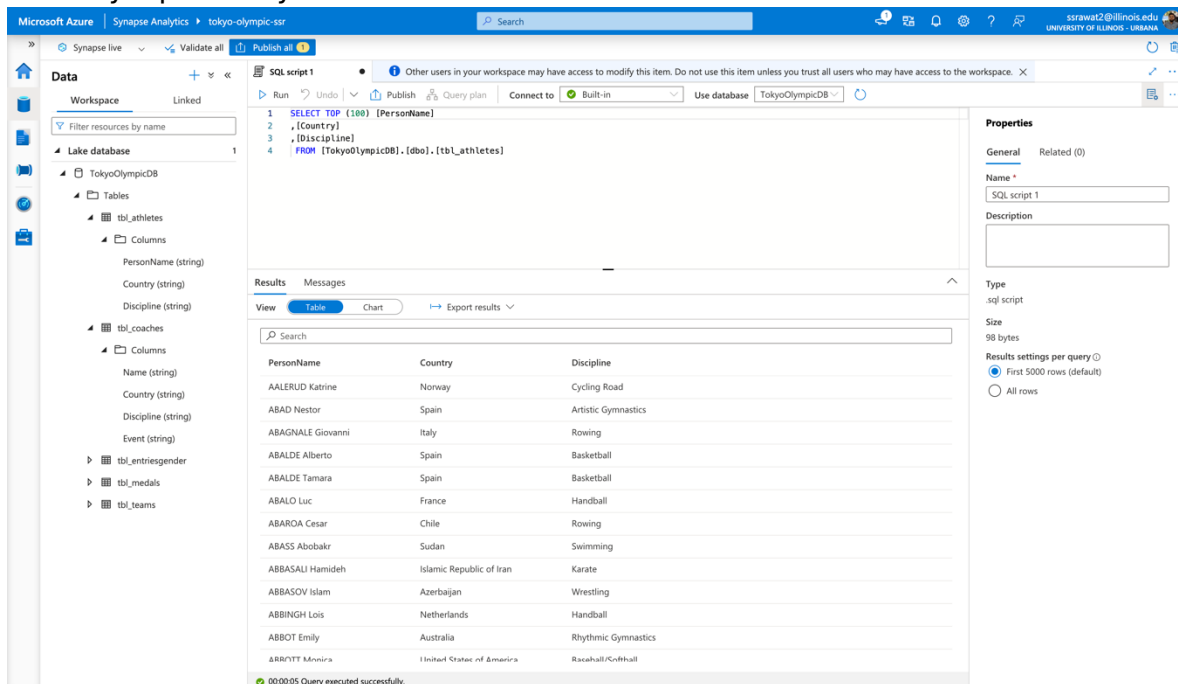 Microsoft Azure Synapse Analytics tokyo-olympic-ssr Search ssrawat2@illinois.edu
UNIVERSITY OF ILLINOIS - URBANA
Synapse live Validate all Publish all 1
Data
Workspace Linked
Filter resources by name
Lake database 1
TokyoOlympicDB
Tables
tbl_athletes
Columns
PersonName (string)
Country (string)
Discipline (string)
tbl_coaches
Columns
Name (string)
Country (string)
Discipline (string)
Event (string)
tbl_entriesgender
tbl_medals
tbl_teams
SQL script 1 Other users in your workspace may have access to modify this item. Do not use this item unless you trust all users who may have access to the workspace.
Run Undo Publish Query plan Connect to Built-in Use database TokyoOlympicDB
1 SELECT TOP (100) [PersonName]
2 ,[Country]
3 ,[Discipline]
4 FROM [TokyoOlympicDB].[dbo].[tbl_athletes]
Results Messages
View Table Chart Export results
Search
PersonName Country Discipline
AALERUD Katrine Norway Cycling Road
ABAD Nestor Spain Artistic Gymnastics
ABAGNALE Giovanni Italy Rowing
ABALDE Alberto Spain Basketball
ABALDE Tamara Spain Basketball
ABALO Luc France Handball
ABAROA Cesar Chile Rowing
ABASS Abobakr Sudan Swimming
ABBASALI Hamideh Islamic Republic of Iran Karate
ABBASOV Islam Azerbaijan Wrestling
ABBINGH Lois Netherlands Handball
ABBOT Emily Australia Rhythmic Gymnastics
ABBOTT Monica United States of America Baseball/Softball
00:00:05 Query executed successfully.
Properties
General Related (0)
Name *
SQL script 1
Description
Type
.sql script
Size
98 bytes
Results settings per query
First 5000 rows (default)
All rows